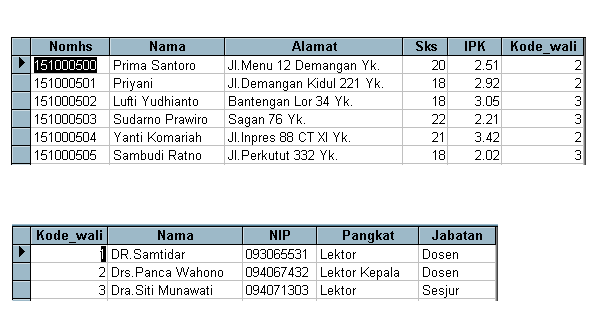 Nomhs Nama Alamat Sks IPK Kode_wali
151000500 Prima Santoro Jl.Menu 12 Demangan Yk. 20 2.51 2
151000501 Priyani Jl.Demangan Kidul 221 Yk. 18 2.92 2
151000502 Lufti Yudhianto Bantengan Lor 34 Yk. 18 3.05 3
151000503 Sudarno Prawiro Sagan 76 Yk. 22 2.21 3
151000504 Yanti Komariah Jl.Inpres 88 CT XI Yk. 21 3.42 2
151000505 Sambudi Ratno Jl.Perkutut 332 Yk. 18 2.02 3
Kode_wali Nama NIP Pangkat Jabatan
1 DR.Samtidar 093065531 Lektor Dosen
2 Drs.Panca Wahono 094067432 Lektor Kepala Dosen
3 Dra.Siti Munawati 094071303 Lektor Sesjur